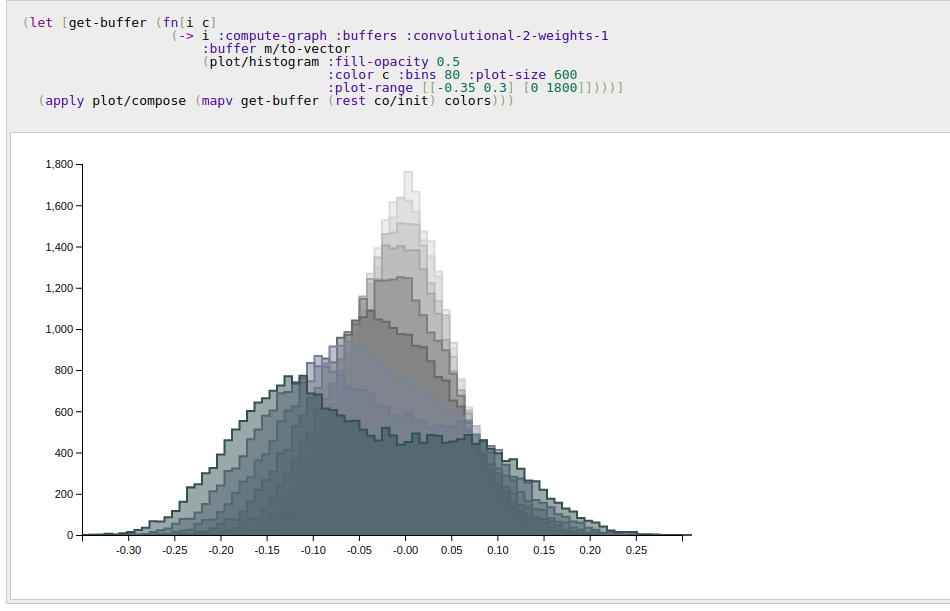 (let [get-buffer (fn[i c]
(-> i :compute-graph :buffers :convolutional-2-weights-1
:buffer m/to-vector
(plot/histogram :fill-opacity 0.5
:color c :bins 80 :plot-size 600
:plot-range [[-0.35 0.3] [0 1800]])))]
(apply plot/compose (mapv get-buffer (rest co/init) colors)))
1,800
1,600
1,400
1,200
1,000
800
600
400
200
0
-0.30 -0.25 -0.20 -0.15 -0.10 -0.05 -0.00 0.05 0.10 0.15 0.20 0.25